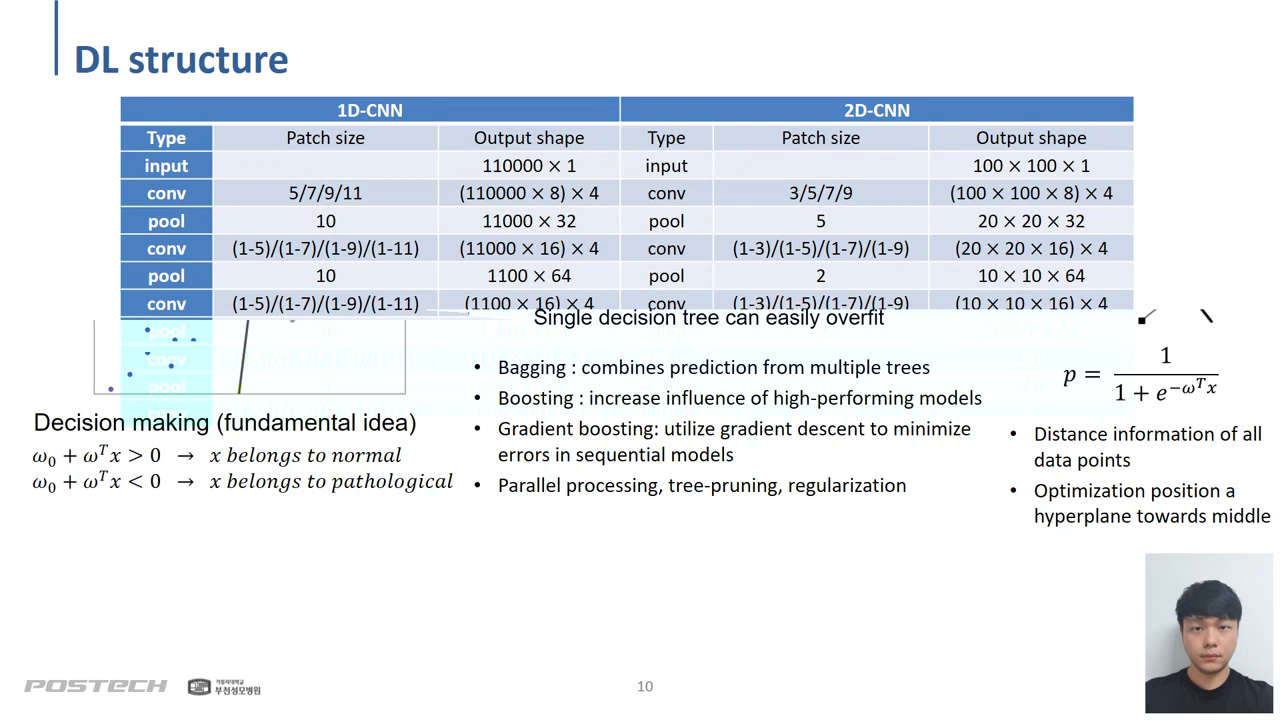 DL structure
1D-CNN 2D-CNN
Type Patch size Output shape Type Patch size Output shape
input 110000 × 1 input 100 × 100 × 1
conv 5/7/9/11 (110000 × 8) × 4 conv 3/5/7/9 (100 × 100 × 8) × 4
pool 10 11000 × 32 pool 5 20 × 20 × 32
conv (1-5)/(1-7)/(1-9)/(1-11) (11000 × 16) × 4 conv (1-3)/(1-5)/(1-7)/(1-9) (20 × 20 × 16) × 4
pool 10 1100 × 64 pool 2 10 × 10 × 64
conv (1-5)/(1-7)/(1-9)/(1-11) (1100 × 16) × 4 conv (1-3)/(1-5)/(1-7)/(1-9) (10 × 10 × 16) × 4
pool
conv
pool
Decision making (fundamental idea)
ω₀ + ωᵀx > 0 → x belongs to normal
ω₀ + ωᵀx < 0 → x belongs to pathological
Single decision tree can easily overfit
• Bagging : combines prediction from multiple trees
• Boosting : increase influence of high-performing models
• Gradient boosting: utilize gradient descent to minimize
errors in sequential models
• Parallel processing, tree-pruning, regularization
p = 1 / (1 + e^(−ωᵀx))
• Distance information of all
data points
• Optimization position a
hyperplane towards middle
POSTECH
가톨릭대학교
부천성모병원
10